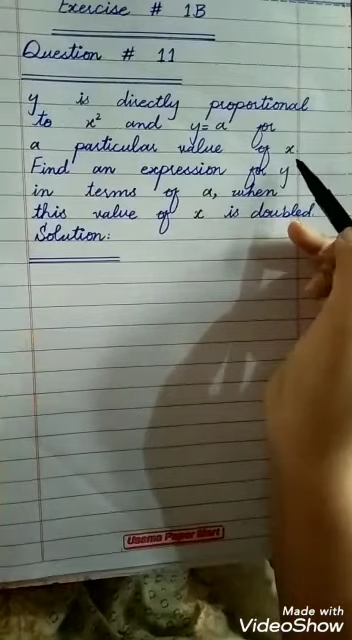 Exercise # 1B
Question # 11
y is directly proportional
to x² and y= a for
a particular value of x.
Find an expression for y
in terms of a, when
this value of x is doubled.
Solution:
Usama Paper Mart
Made with
VideoShow